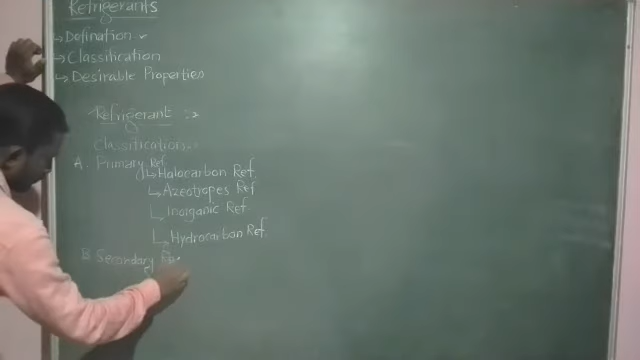 Refrigerants
↳ Defination ✓
↳ Classification
↳ Desirable Properties
Refrigerant :→
Classification:-
A. Primary Ref.
↳ Halocarbon Ref.
↳ Azeotropes Ref
↳ Inorganic Ref
↳ Hydrocarbon Ref.
B Secondary